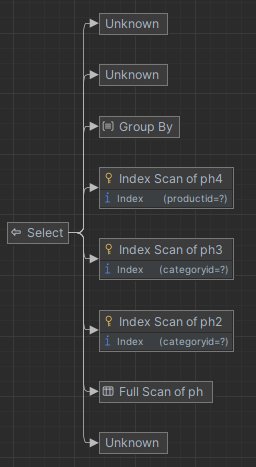 Unknown
Unknown
Group By
Index Scan of ph4
Index (productid=?)
Select
Index Scan of ph3
Index (categoryid=?)
Index Scan of ph2
Index (categoryid=?)
Full Scan of ph
Unknown